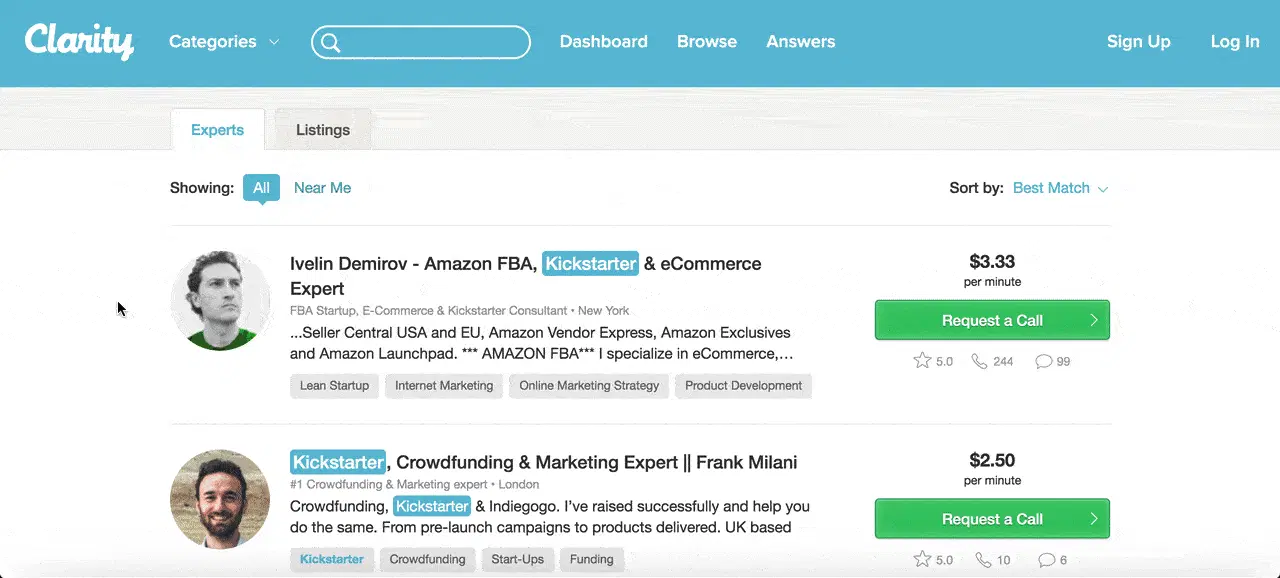 Clarity Categories Dashboard Browse Answers Sign Up Log In
Experts Listings
Showing: All Near Me Sort by: Best Match
Ivelin Demirov - Amazon FBA, Kickstarter & eCommerce
Expert
FBA Startup, E-Commerce & Kickstarter Consultant • New York
...Seller Central USA and EU, Amazon Vendor Express, Amazon Exclusives
and Amazon Launchpad. *** AMAZON FBA*** I specialize in eCommerce,...
Lean Startup Internet Marketing Online Marketing Strategy Product Development
$3.33
per minute
Request a Call
5.0 244 99
Kickstarter, Crowdfunding & Marketing Expert || Frank Milani
#1 Crowdfunding & Marketing expert • London
Crowdfunding, Kickstarter & Indiegogo. I've raised successfully and help you
do thesame. From pre-launch campaigns to products delivered. UK based
Kickstarter Crowdfunding Start-Ups Funding
$2.50
per minute
Request a Call
5.0 10 6